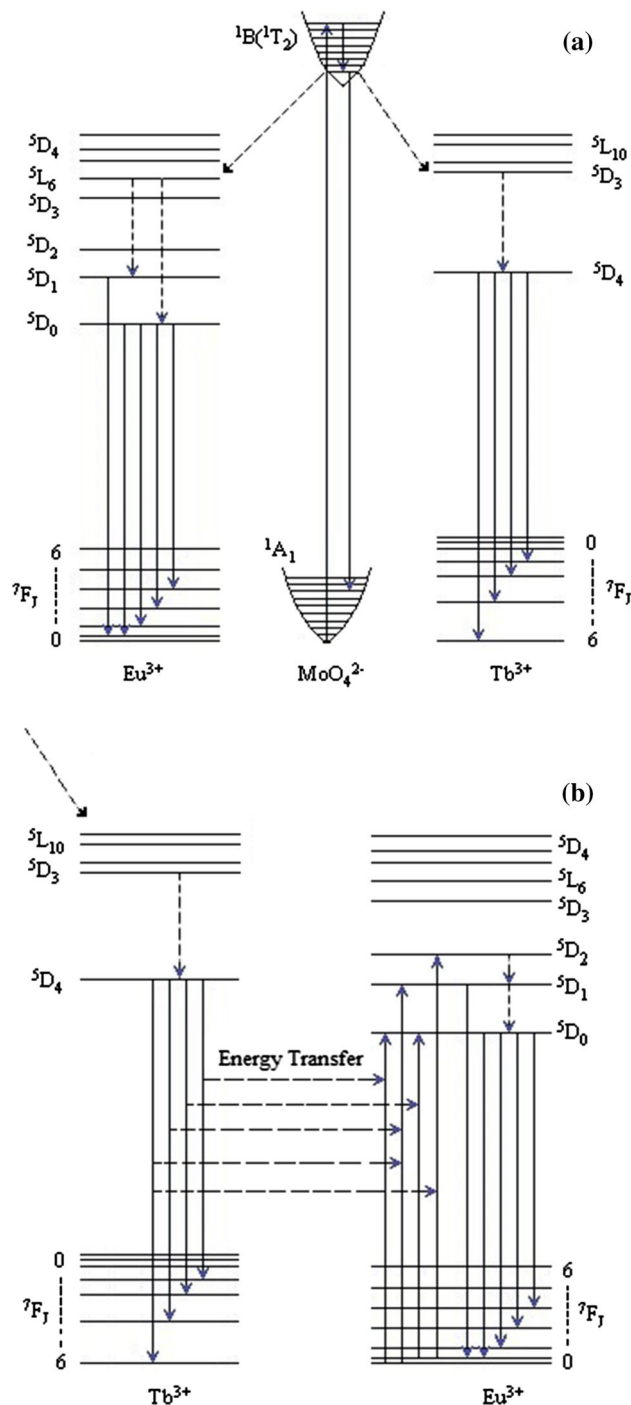 (a)
¹B(¹T₂)
⁵D₄
⁵L₆
⁵D₃
⁵D₂
⁵D₁
⁵D₀
6
⁷F_J
0
Eu³⁺
¹A₁
MoO₄²⁻
⁵L₁₀
⁵D₃
⁵D₄
0
⁷F_J
6
Tb³⁺
(b)
⁵L₁₀
⁵D₃
⁵D₄
0
⁷F_J
6
Tb³⁺
Energy Transfer
⁵D₄
⁵L₆
⁵D₃
⁵D₂
⁵D₁
⁵D₀
6
⁷F_J
0
Eu³⁺